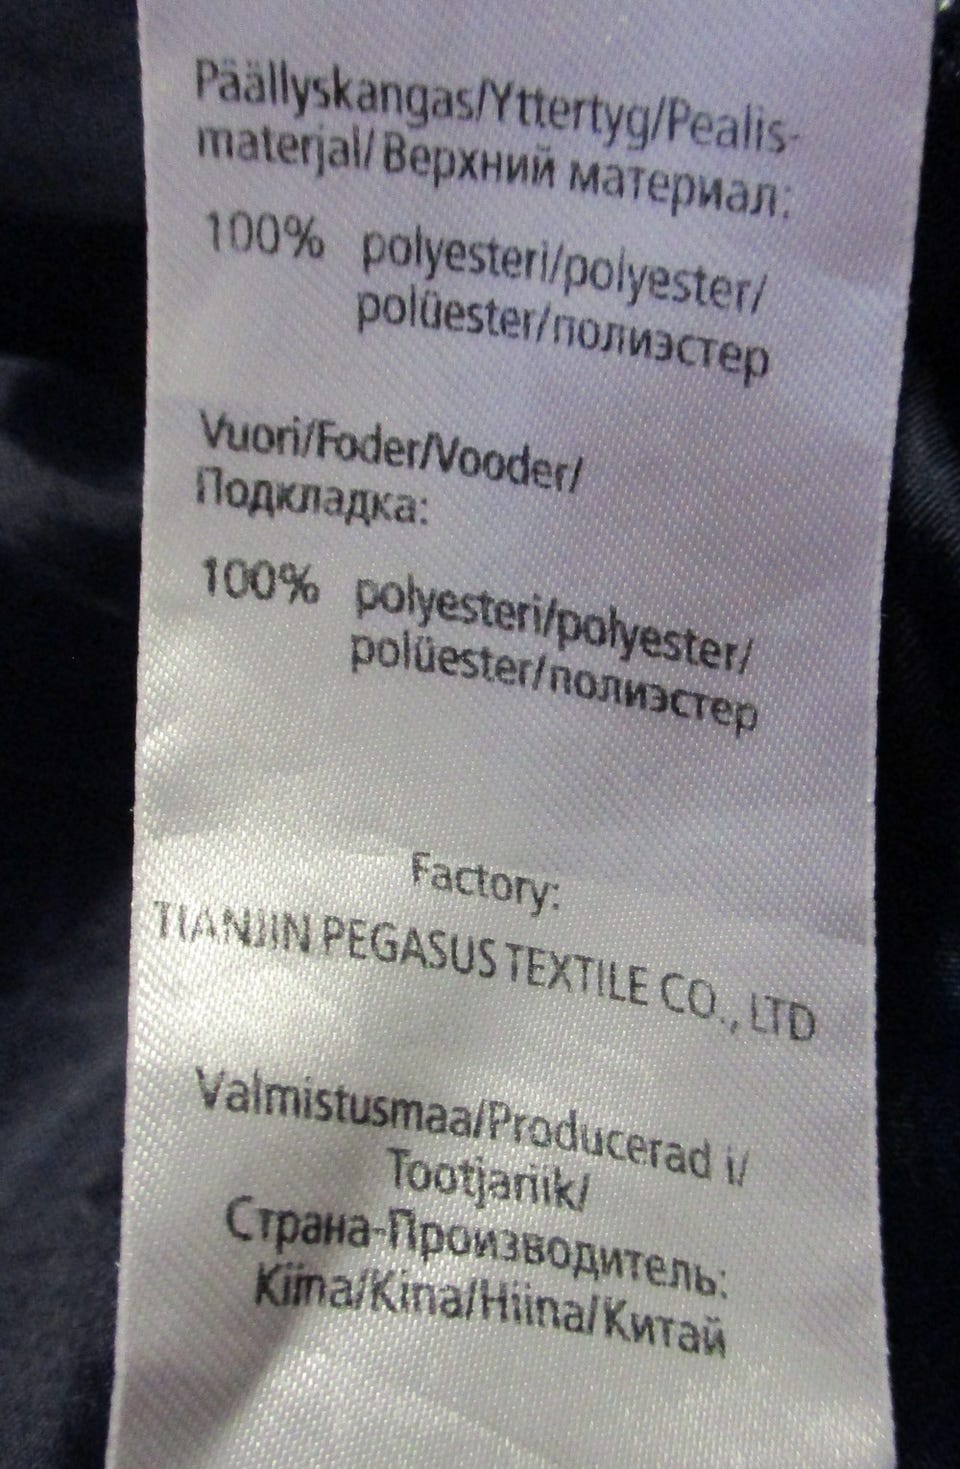 Päällyskangas/Yttertyg/Pealis-
materjal/Верхний материал:
100% polyesteri/polyester/
polüester/полиэстер
Vuori/Foder/Vooder/
Подкладка:
100% polyesteri/polyester/
polüester/полиэстер
Factory:
TIANJIN PEGASUS TEXTILE CO., LTD
Valmistusmaa/Producerad i/
Tootjariik/
Страна-Производитель:
Kiina/Kina/Hiina/Китай